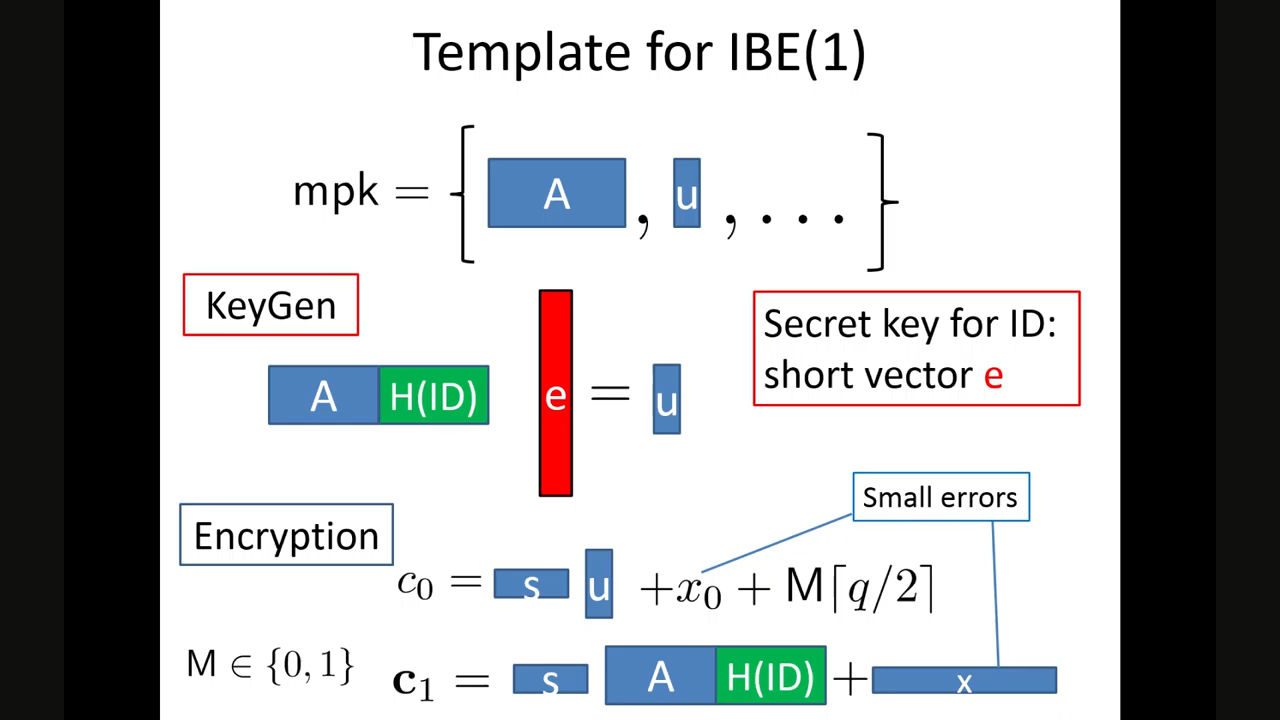 Template for IBE(1)
mpk = { A , u , ... }
KeyGen
A H(ID) e = u
Secret key for ID:
short vector e
Small errors
Encryption
c₀ = s u +x₀ + M⌈q/2⌉
M ∈ {0, 1}
c₁ = s A H(ID) + x